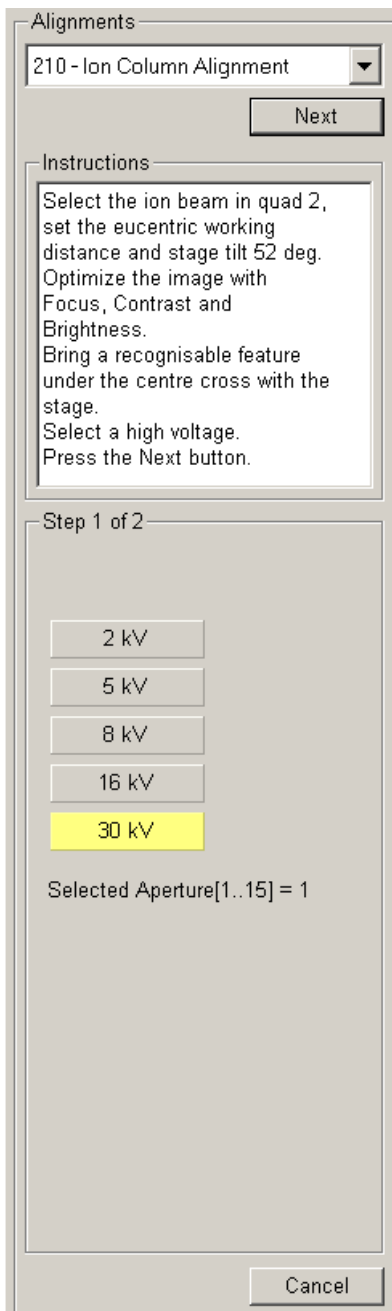 Alignments
210 - Ion Column Alignment
Next
Instructions
Select the ion beam in quad 2,
set the eucentric working
distance and stage tilt 52 deg.
Optimize the image with
Focus, Contrast and
Brightness.
Bring a recognisable feature
under the centre cross with the
stage.
Select a high voltage.
Press the Next button.
Step 1 of 2
2 kV
5 kV
8 kV
16 kV
30 kV
Selected Aperture[1..15] = 1
Cancel